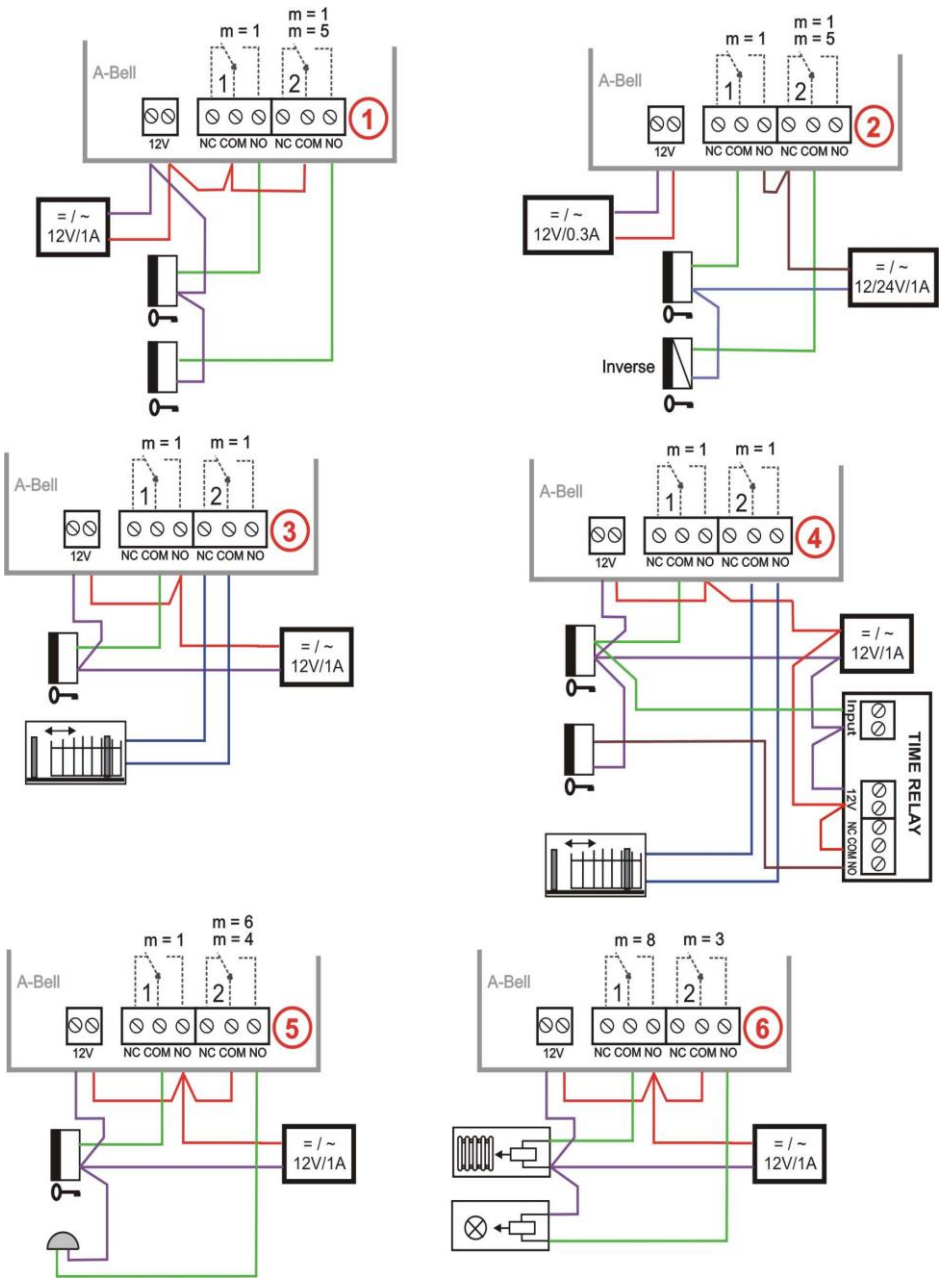 m = 1
m = 1
m = 5
A-Bell
1
2
12V
NC COM NO NC COM NO
1
= / ~
12V/1A
m = 1
m = 1
m = 5
A-Bell
1
2
12V
NC COM NO NC COM NO
2
= / ~
12V/0.3A
= / ~
12/24V/1A
Inverse
m = 1
m = 1
A-Bell
1
2
12V
NC COM NO NC COM NO
3
= / ~
12V/1A
m = 1
m = 1
A-Bell
1
2
12V
NC COM NO NC COM NO
4
= / ~
12V/1A
Input
12V
NC COM NO
TIME RELAY
m = 1
m = 6
m = 4
A-Bell
1
2
12V
NC COM NO NC COM NO
5
= / ~
12V/1A
m = 8
m = 3
A-Bell
1
2
12V
NC COM NO NC COM NO
6
= / ~
12V/1A